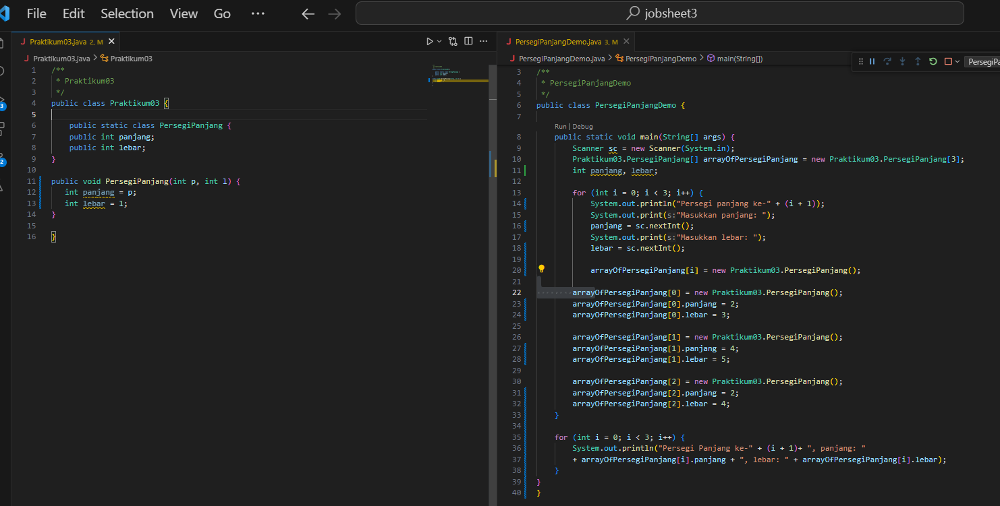 File Edit Selection View Go ··· jobsheet3
Praktikum03.java 2, M
Praktikum03.java > Praktikum03
1 /**
2 * Praktikum03
3 */
4 public class Praktikum03 {
5
6 public static class PersegiPanjang {
7 public int panjang;
8 public int lebar;
9 }
10
11 public void PersegiPanjang(int p, int l) {
12 int panjang = p;
13 int lebar = l;
14 }
15
16 }
3
2
PersegiPanjangDemo.java 3, M
PersegiPanjangDemo.java > PersegiPanjangDemo > main(String[])
PersegiPa
3 /**
4 * PersegiPanjangDemo
5 */
6 public class PersegiPanjangDemo {
7
Run | Debug
8 public static void main(String[] args) {
9 Scanner sc = new Scanner(System.in);
10 Praktikum03.PersegiPanjang[] arrayOfPersegiPanjang = new Praktikum03.PersegiPanjang[3];
11 int panjang, lebar;
12
13 for (int i = 0; i < 3; i++) {
14 System.out.println("Persegi panjang ke-" + (i + 1));
15 System.out.print(s:"Masukkan panjang: ");
16 panjang = sc.nextInt();
17 System.out.print(s:"Masukkan lebar: ");
18 lebar = sc.nextInt();
19
20 arrayOfPersegiPanjang[i] = new Praktikum03.PersegiPanjang();
21
22 arrayOfPersegiPanjang[0] = new Praktikum03.PersegiPanjang();
23 arrayOfPersegiPanjang[0].panjang = 2;
24 arrayOfPersegiPanjang[0].lebar = 3;
25
26 arrayOfPersegiPanjang[1] = new Praktikum03.PersegiPanjang();
27 arrayOfPersegiPanjang[1].panjang = 4;
28 arrayOfPersegiPanjang[1].lebar = 5;
29
30 arrayOfPersegiPanjang[2] = new Praktikum03.PersegiPanjang();
31 arrayOfPersegiPanjang[2].panjang = 2;
32 arrayOfPersegiPanjang[2].lebar = 4;
33 }
34
35 for (int i = 0; i < 3; i++) {
36 System.out.println("Persegi Panjang ke-" + (i + 1)+ ", panjang: "
37 + arrayOfPersegiPanjang[i].panjang + ", lebar: " + arrayOfPersegiPanjang[i].lebar);
38 }
39 }
40 }